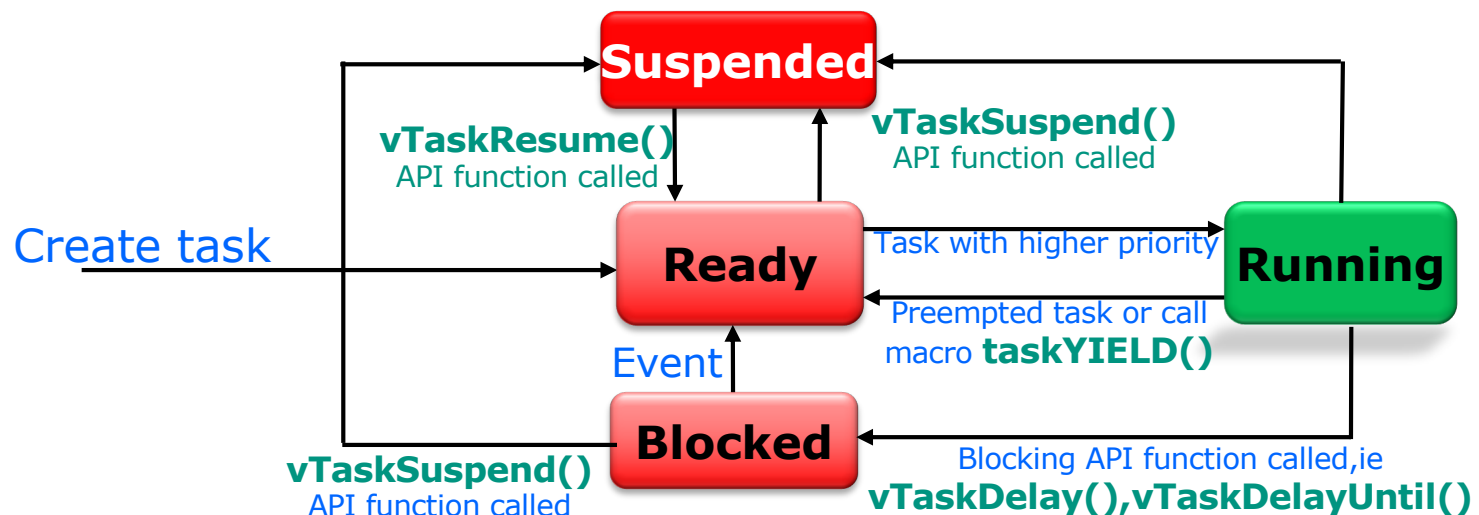 Suspended
vTaskResume()
API function called
vTaskSuspend()
API function called
Create task
Ready
Task with higher priority
Running
Preempted task or call
macro taskYIELD()
Event
Blocked
vTaskSuspend()
API function called
Blocking API function called,ie
vTaskDelay(),vTaskDelayUntil()